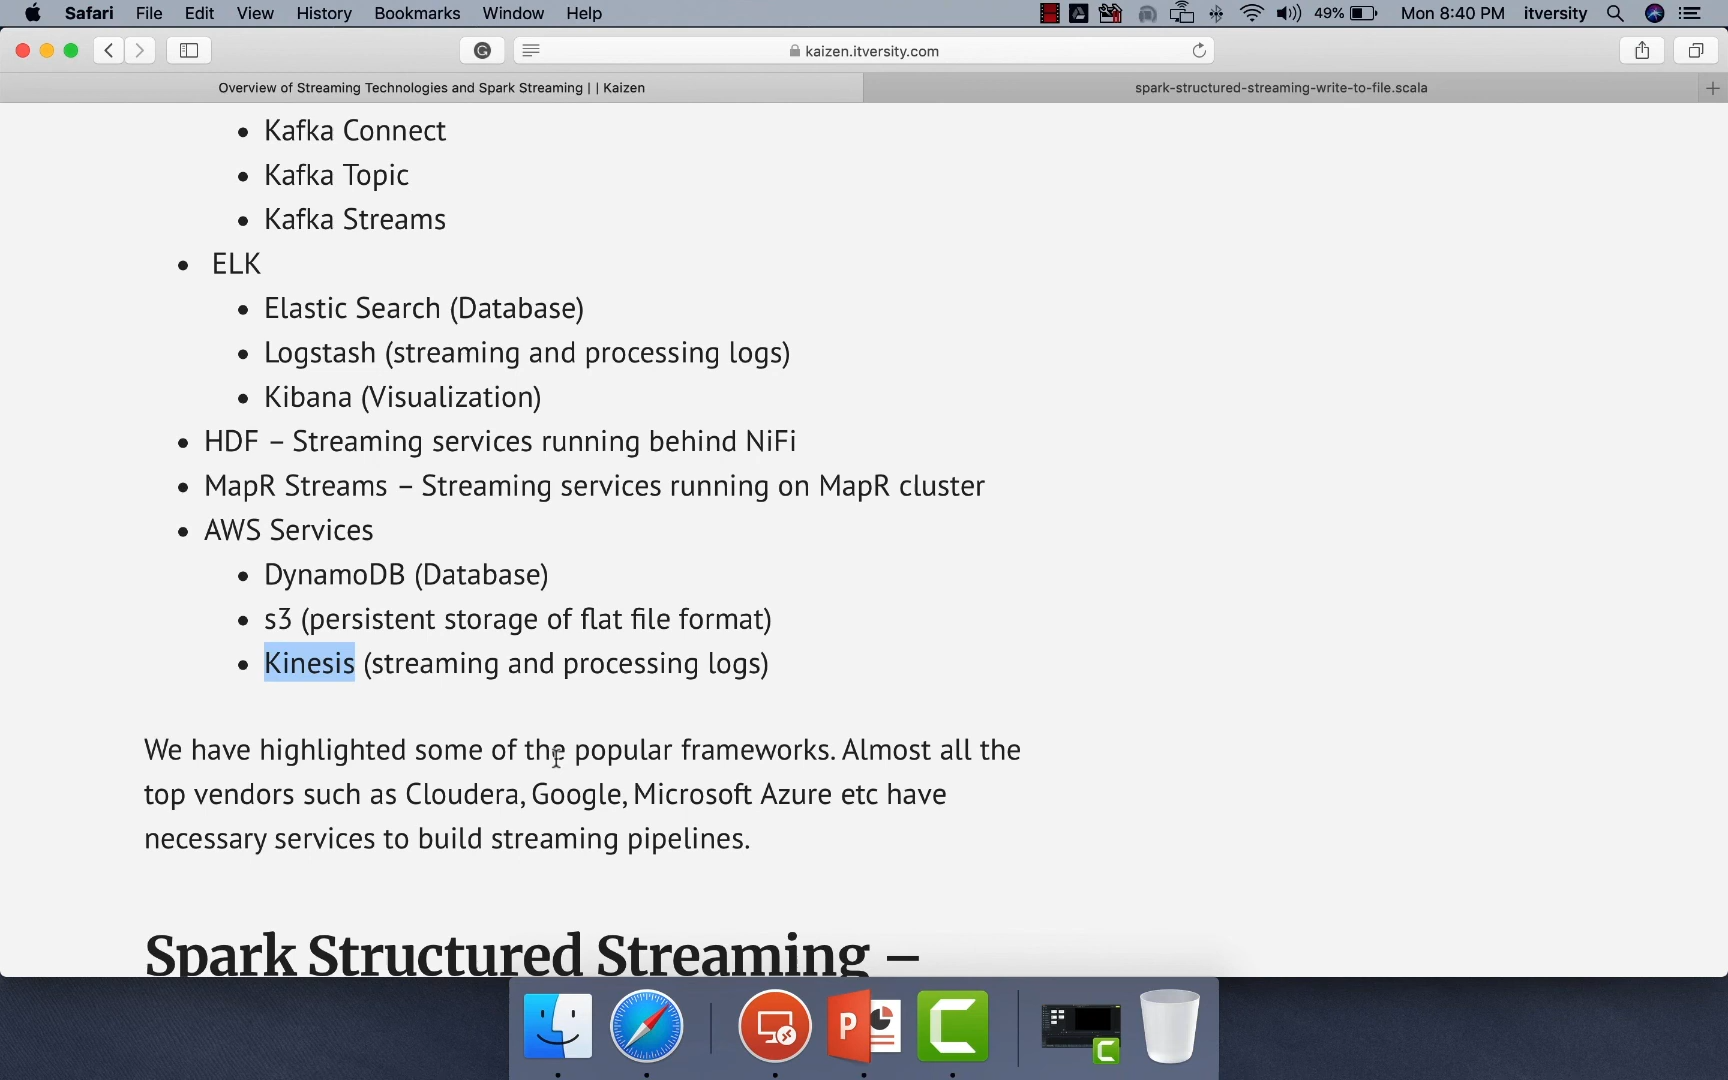 Safari File Edit View History Bookmarks Window Help 49% Mon 8:40 PM itversity
kaizen.itversity.com
Overview of Streaming Technologies and Spark Streaming | | Kaizen
spark-structured-streaming-write-to-file.scala
• Kafka Connect
• Kafka Topic
• Kafka Streams
• ELK
• Elastic Search (Database)
• Logstash (streaming and processing logs)
• Kibana (Visualization)
• HDF – Streaming services running behind NiFi
• MapR Streams – Streaming services running on MapR cluster
• AWS Services
• DynamoDB (Database)
• s3 (persistent storage of flat file format)
• Kinesis (streaming and processing logs)
We have highlighted some of the popular frameworks. Almost all the
top vendors such as Cloudera, Google, Microsoft Azure etc have
necessary services to build streaming pipelines.
Spark Structured Streaming –